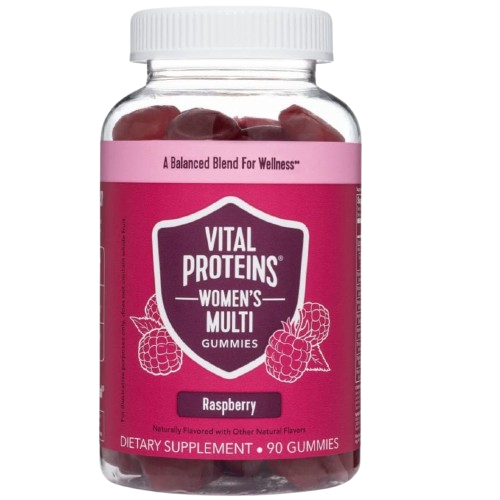 A Balanced Blend For Wellness**
VITAL
PROTEINS®
WOMEN'S
MULTI
GUMMIES
Raspberry
Naturally Flavored with Other Natural Flavors
DIETARY SUPPLEMENT • 90 GUMMIES